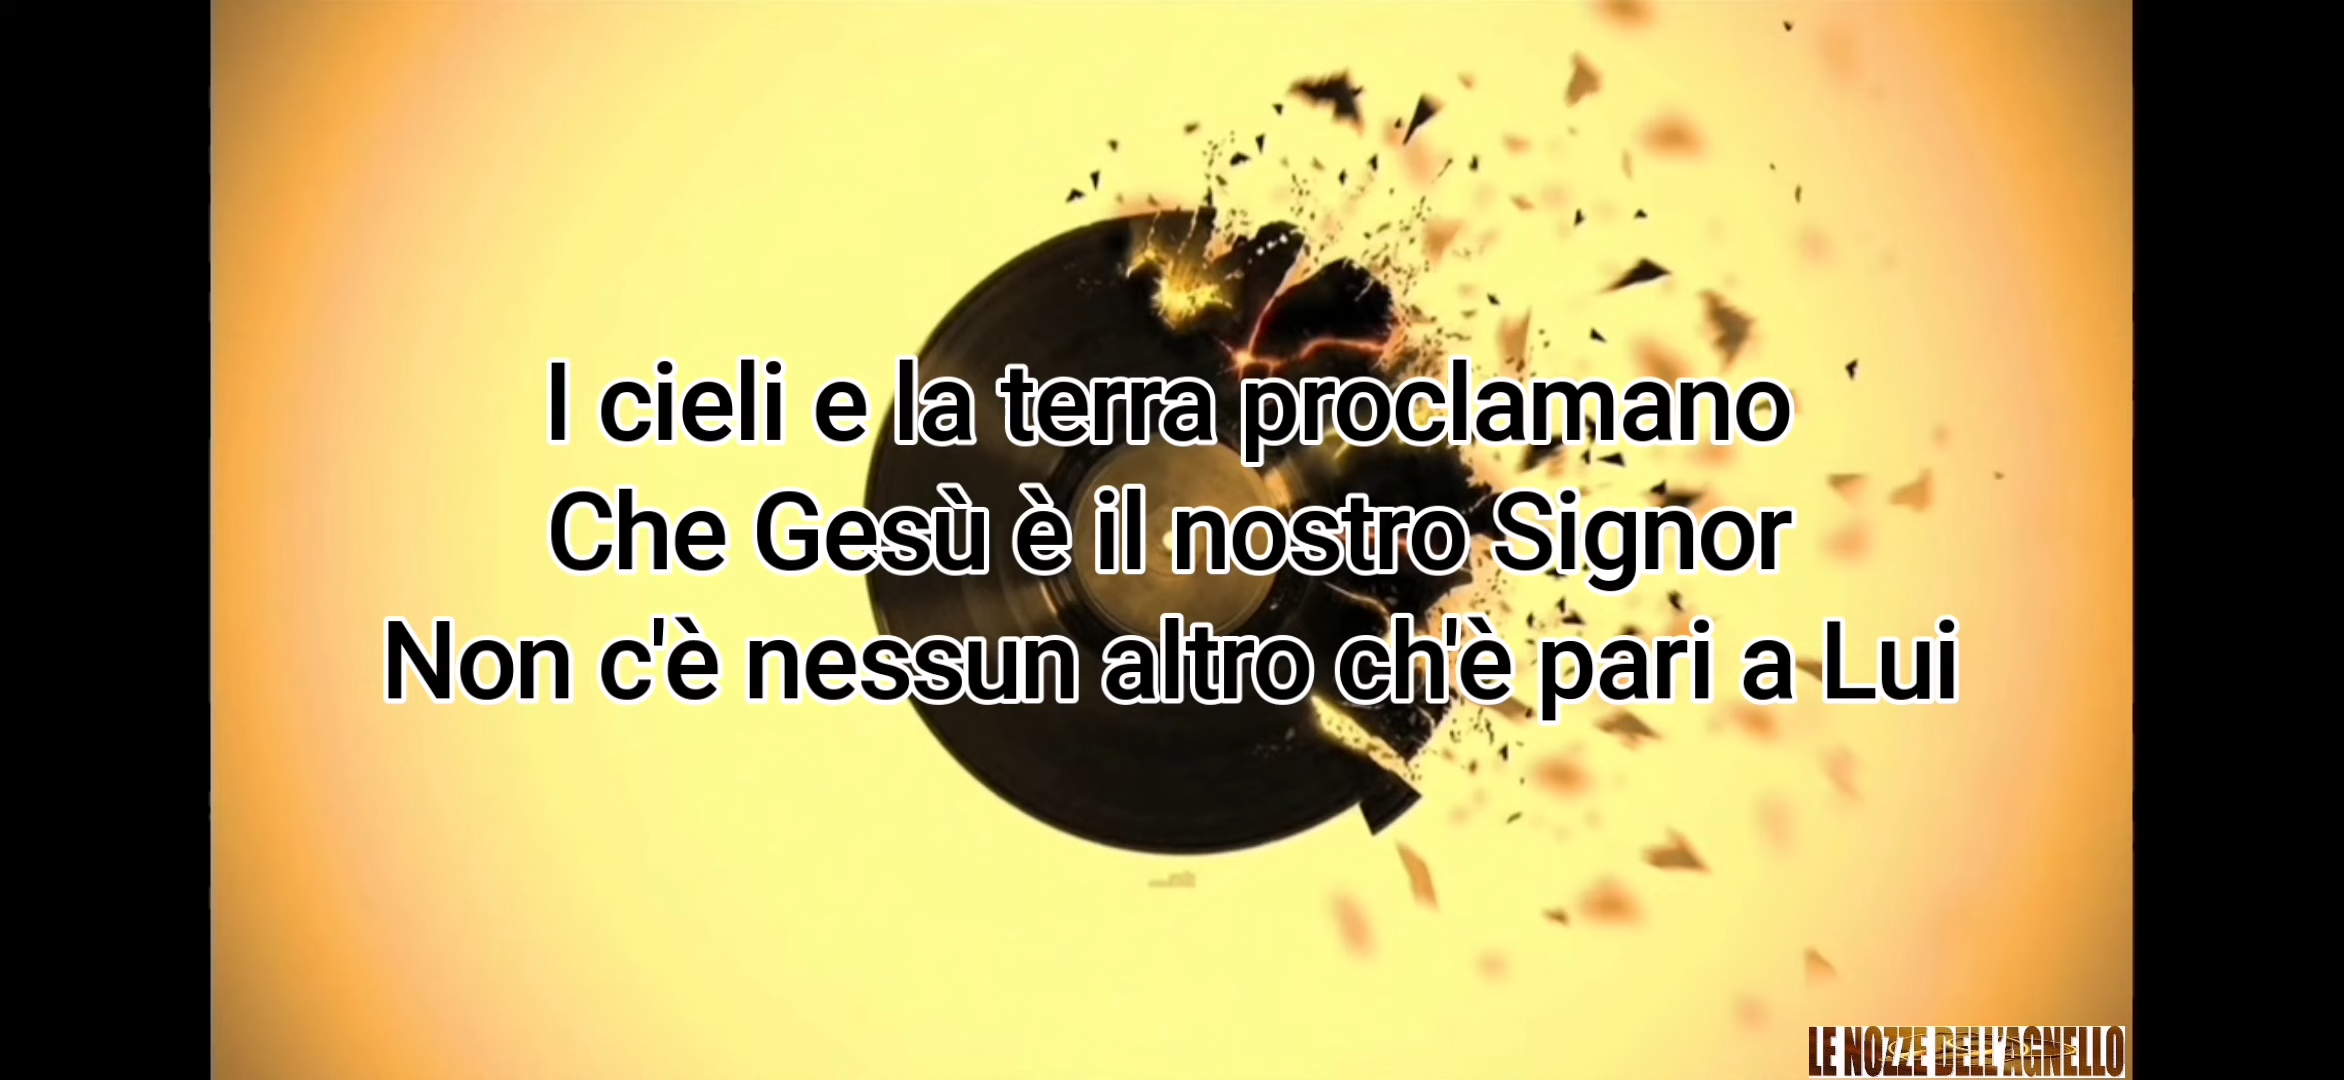 I cieli e la terra proclamano
Che Gesù è il nostro Signor
Non c'è nessun altro ch'è pari a Lui
LE NOZZE DELL'AGNELLO